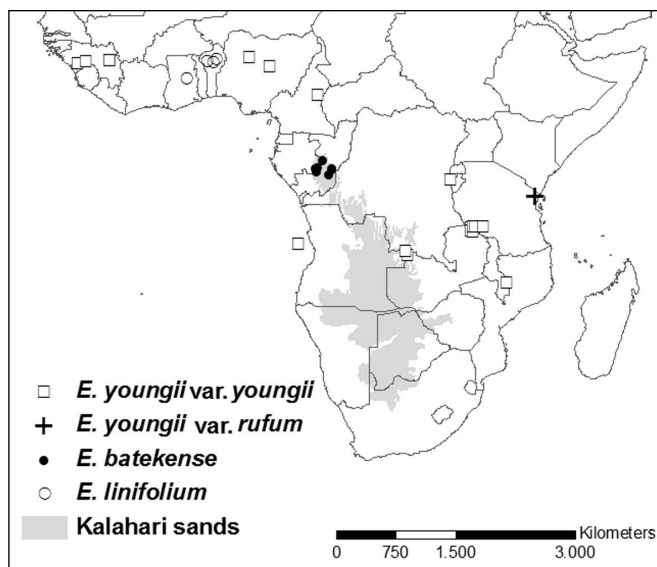 E. youngii var. youngii
E. youngii var. rufum
E. batekense
E. linifolium
Kalahari sands
Kilometers
0 750 1.500 3.000